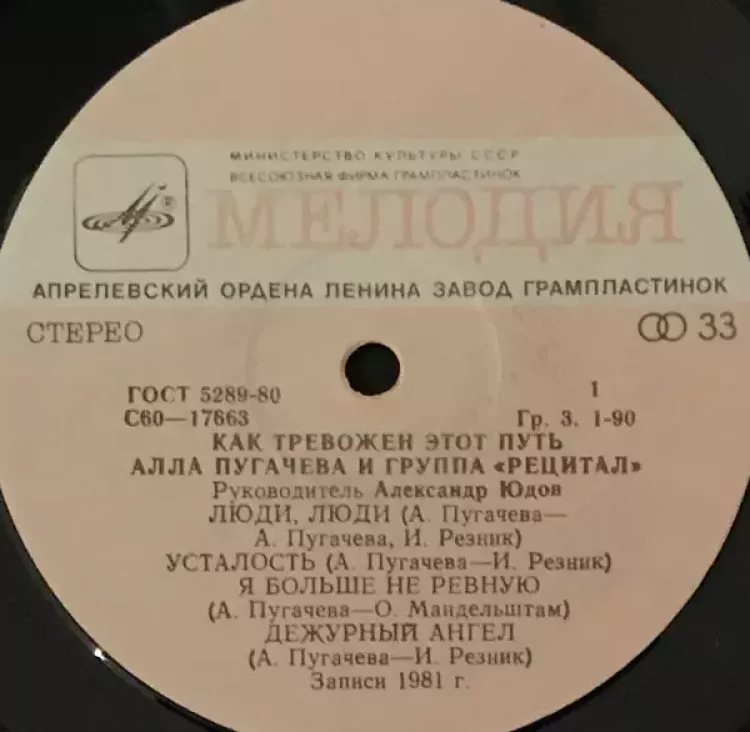 МИНИСТЕРСТВО КУЛЬТУРЫ СССР
ВСЕСОЮЗНАЯ ФИРМА ГРАМПЛАСТИНОК
МЕЛОДИЯ
АПРЕЛЕВСКИЙ ОРДЕНА ЛЕНИНА ЗАВОД ГРАМПЛАСТИНОК
СТЕРЕО 33
ГОСТ 5289-80 1
С60—17663 Гр. 3. 1-90
КАК ТРЕВОЖЕН ЭТОТ ПУТЬ
АЛЛА ПУГАЧЕВА И ГРУППА «РЕЦИТАЛ»
Руководитель Александр Юдов
ЛЮДИ, ЛЮДИ (А. Пугачева—
А. Пугачева, И. Резник)
УСТАЛОСТЬ (А. Пугачева—И. Резник)
Я БОЛЬШЕ НЕ РЕВНУЮ
(А. Пугачева—О. Мандельштам)
ДЕЖУРНЫЙ АНГЕЛ
(А. Пугачева—И. Резник)
Записи 1981 г.